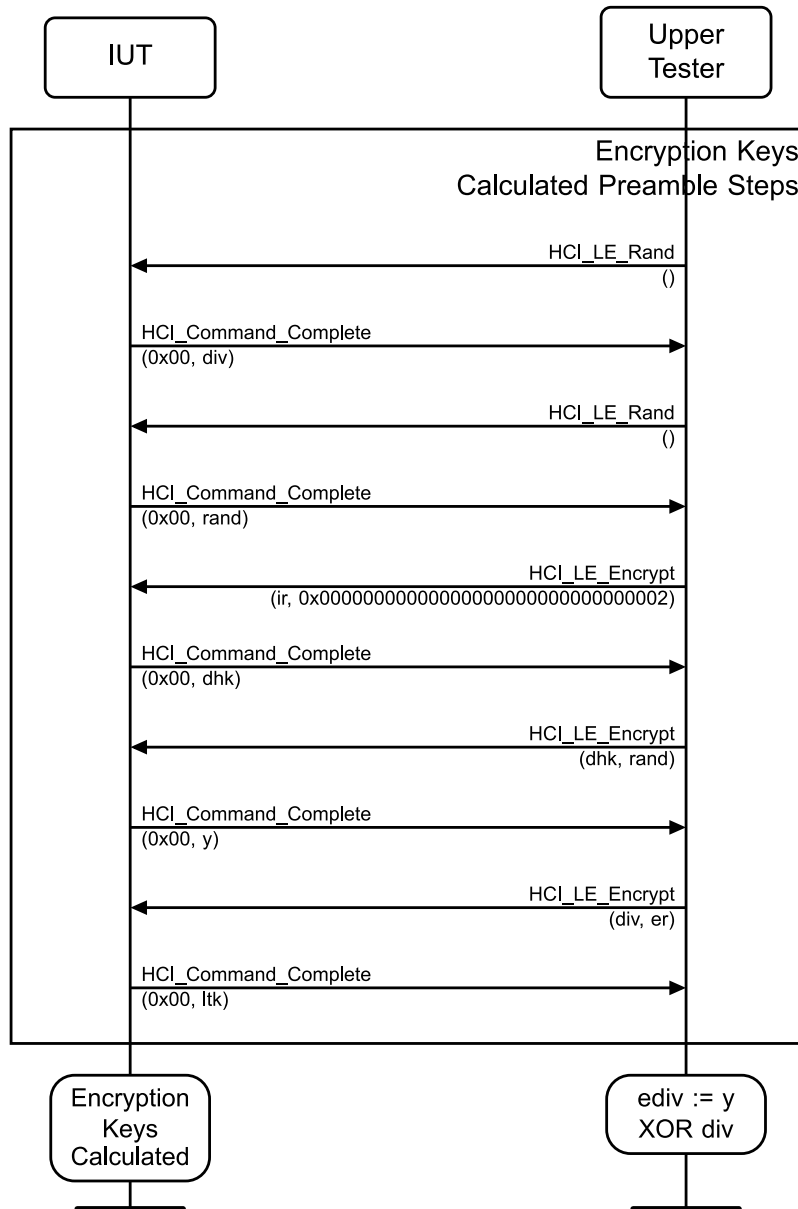 IUT
Upper
Tester
Encryption Keys
Calculated Preamble Steps
HCI_LE_Rand
()
HCI_Command_Complete
(0x00, div)
HCI_LE_Rand
()
HCI_Command_Complete
(0x00, rand)
HCI_LE_Encrypt
(ir, 0x00000000000000000000000000000002)
HCI_Command_Complete
(0x00, dhk)
HCI_LE_Encrypt
(dhk, rand)
HCI_Command_Complete
(0x00, y)
HCI_LE_Encrypt
(div, er)
HCI_Command_Complete
(0x00, ltk)
Encryption
Keys
Calculated
ediv := y
XOR div